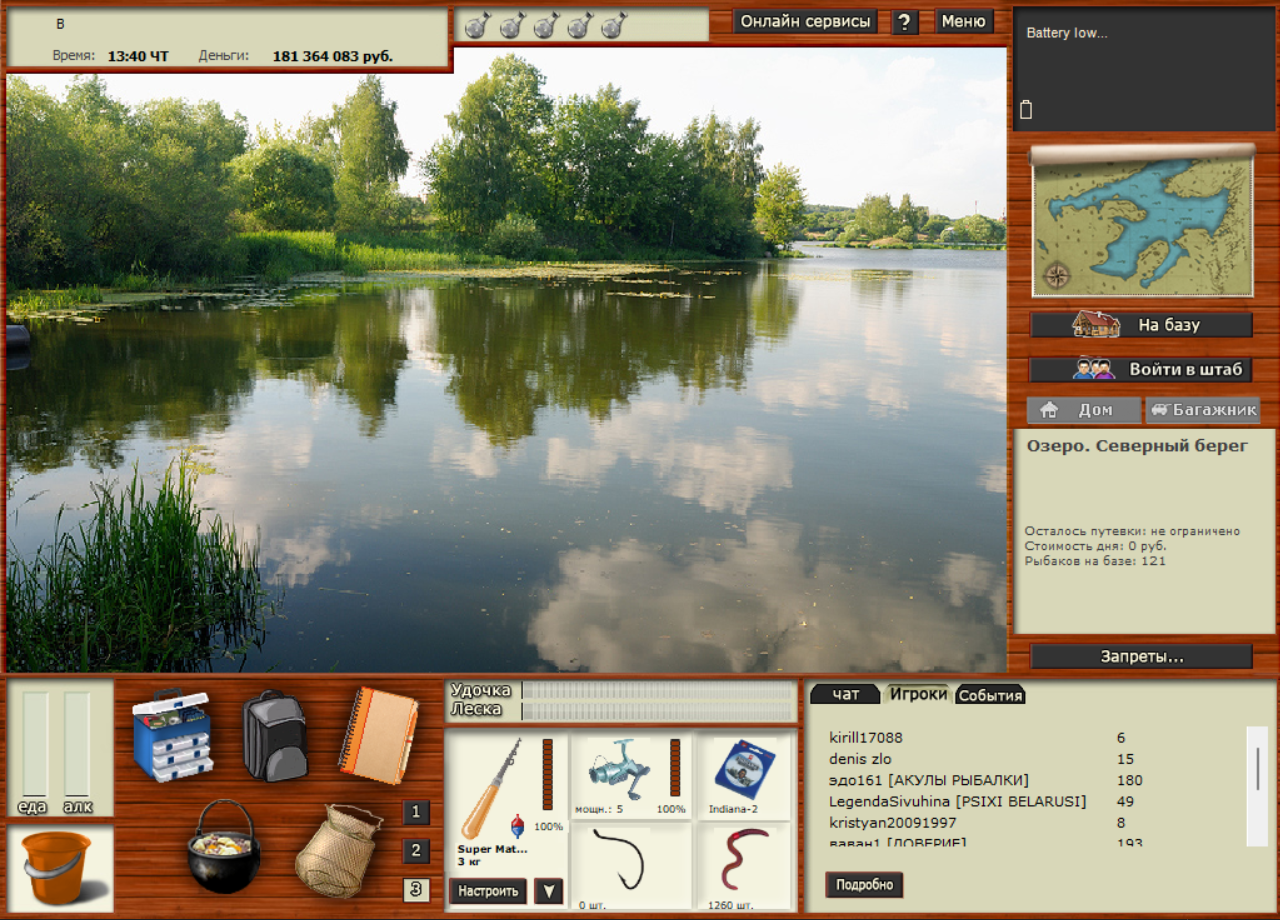 В
Время: 13:40 ЧТ Деньги: 181 364 083 руб.
Онлайн сервисы ? Меню
Battery low...
На базу
Войти в штаб
Дом Багажник
Озеро. Северный берег
Осталось путевки: не ограничено
Стоимость дня: 0 руб.
Рыбаков на базе: 121
Запреты...
еда алк
1
2
3
Удочка
Леска
100%
Super Mat...
3 кг
Настроить
мощн.: 5 100%
Indiana-2
0 шт.
1260 шт.
чат Игроки События
kirill17088 6
denis zlo 15
эдо161 [АКУЛЫ РЫБАЛКИ] 180
LegendaSivuhina [PSIXI BELARUSI] 49
kristyan20091997 8
ваван1 [ДОВЕРИЕ] 193
Подробно